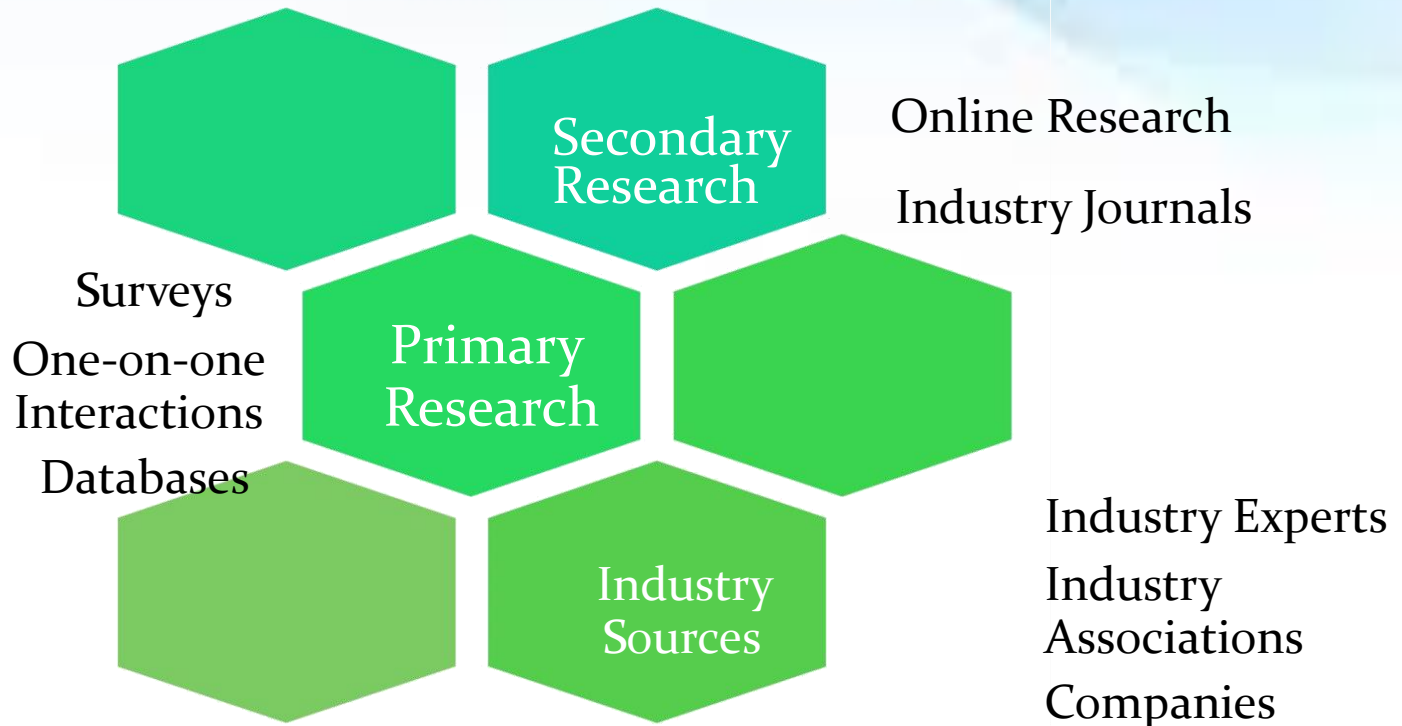 Secondary
Research
Online Research
Industry Journals
Surveys
One-on-one
Interactions
Databases
Primary
Research
Industry
Sources
Industry Experts
Industry
Associations
Companies